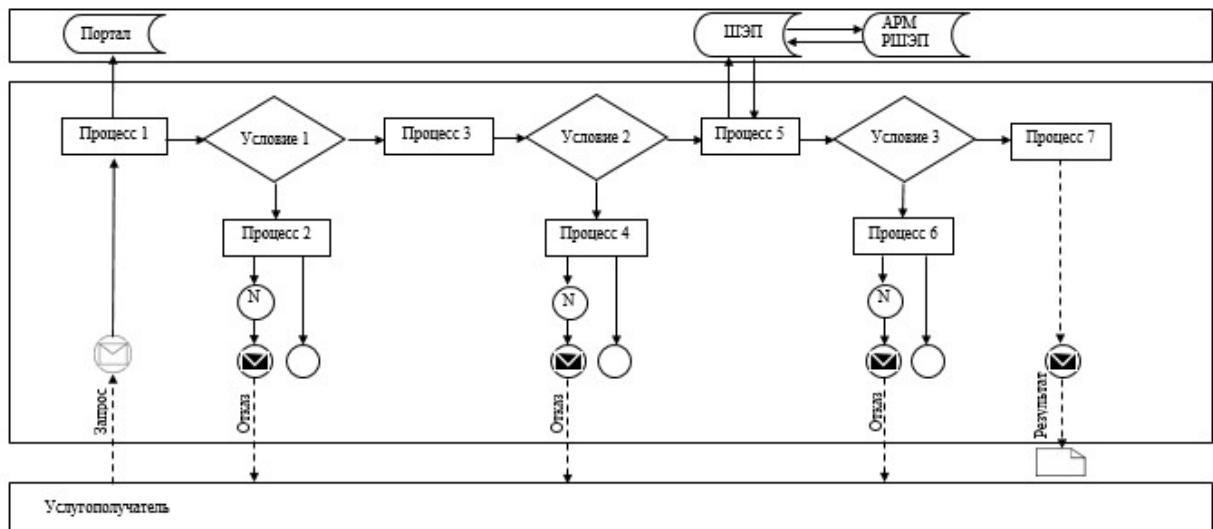 Портал
ШЭП
АРМ
РШЭП
Процесс 1
Условие 1
Процесс 3
Условие 2
Процесс 5
Условие 3
Процесс 7
Процесс 2
Процесс 4
Процесс 6
N
N
N
Запрос
Отказ
Отказ
Отказ
Результат
Услугополучатель